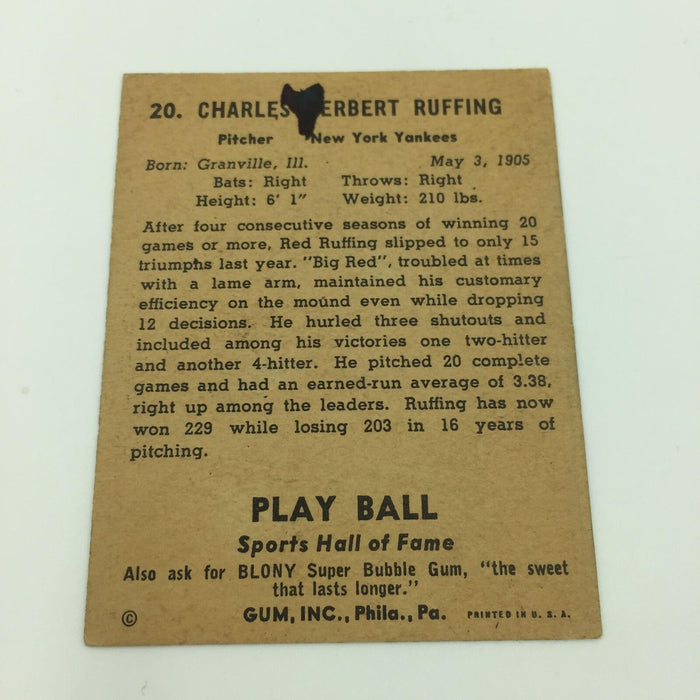 20. CHARLES ERBERT RUFFING
Pitcher New York Yankees
Born: Granville, Ill. May 3, 1905
Bats: Right Throws: Right
Height: 6' 1" Weight: 210 lbs.
After four consecutive seasons of winning 20
games or more, Red Ruffing slipped to only 15
triumphs last year. "Big Red", troubled at times
with a lame arm, maintained his customary
efficiency on the mound even while dropping
12 decisions. He hurled three shutouts and
included among his victories one two-hitter
and another 4-hitter. He pitched 20 complete
games and had an earned-run average of 3.38,
right up among the leaders. Ruffing has now
won 229 while losing 203 in 16 years of
pitching.
PLAY BALL
Sports Hall of Fame
Also ask for BLONY Super Bubble Gum, "the sweet
that lasts longer."
© GUM, INC., Phila., Pa. PRINTED IN U. S. A.